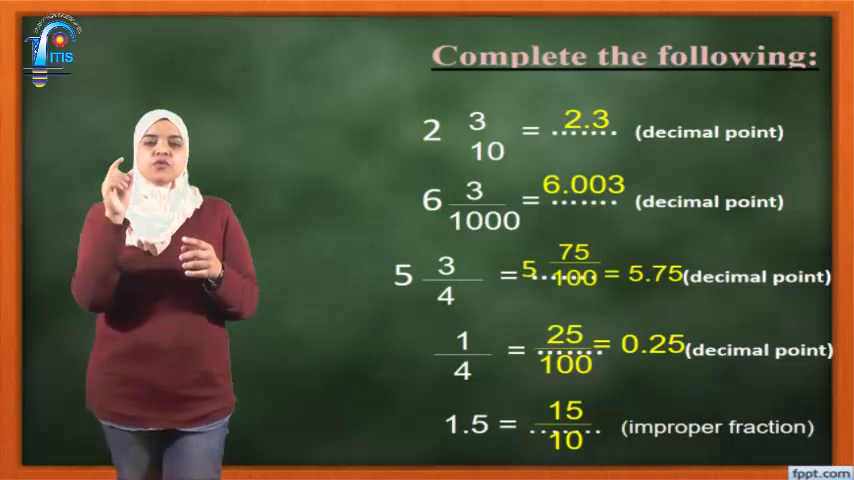 ITIS
Complete the following:
2 3/10 = 2.3 ....... (decimal point)
6 3/1000 = 6.003 ....... (decimal point)
5 3/4 = 5 75/100 ....... = 5.75 (decimal point)
1/4 = 25/100 ....... = 0.25 (decimal point)
1.5 = 15/10 ....... (improper fraction)
fppt.com